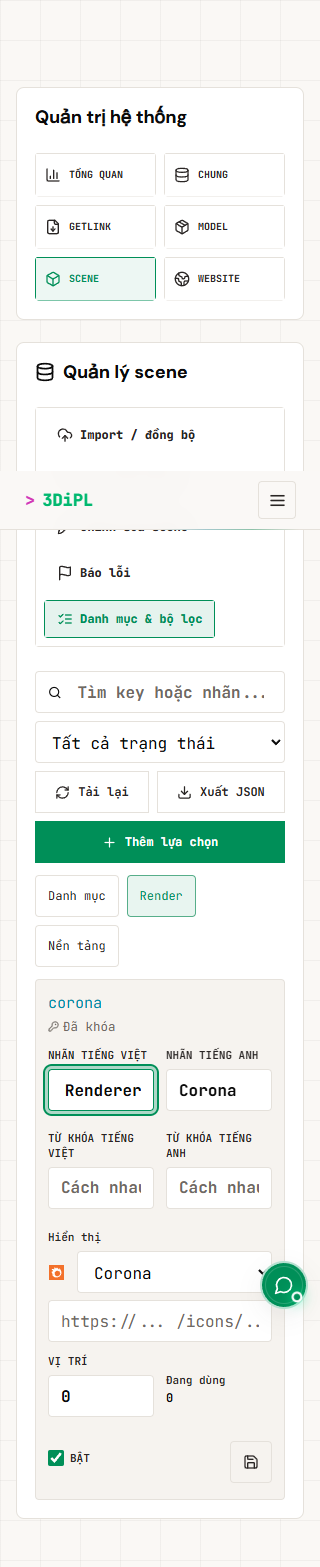 Quản trị hệ thống
TỔNG QUAN
CHUNG
GETLINK
MODEL
SCENE
WEBSITE
Quản lý scene
Import / đồng bộ
> 3DiPL
Báo lỗi
Danh mục & bộ lọc
Tìm key hoặc nhãn...
Tất cả trạng thái
Tải lại
Xuất JSON
+ Thêm lựa chọn
Danh mục
Render
Nền tảng
corona
Đã khóa
NHÃN TIẾNG VIỆT
NHÃN TIẾNG ANH
Renderer
Corona
TỪ KHÓA TIẾNG VIỆT
TỪ KHÓA TIẾNG ANH
Cách nhau
Cách nhau
Hiển thị
Corona
https://... /icons/..
VỊ TRÍ
Đang dùng
0
0
BẬT